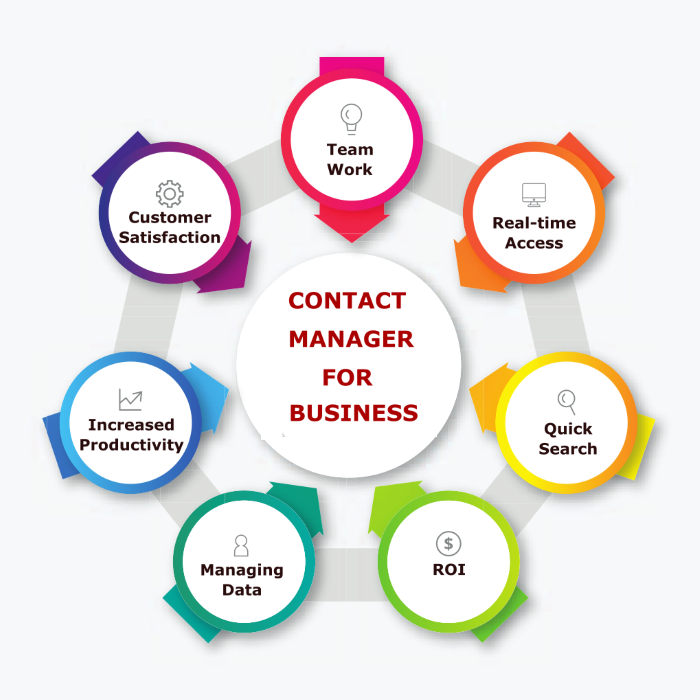 Team
Work
Real-time
Access
Quick
Search
$
ROI
Managing
Data
Increased
Productivity
Customer
Satisfaction
CONTACT
MANAGER
FOR
BUSINESS